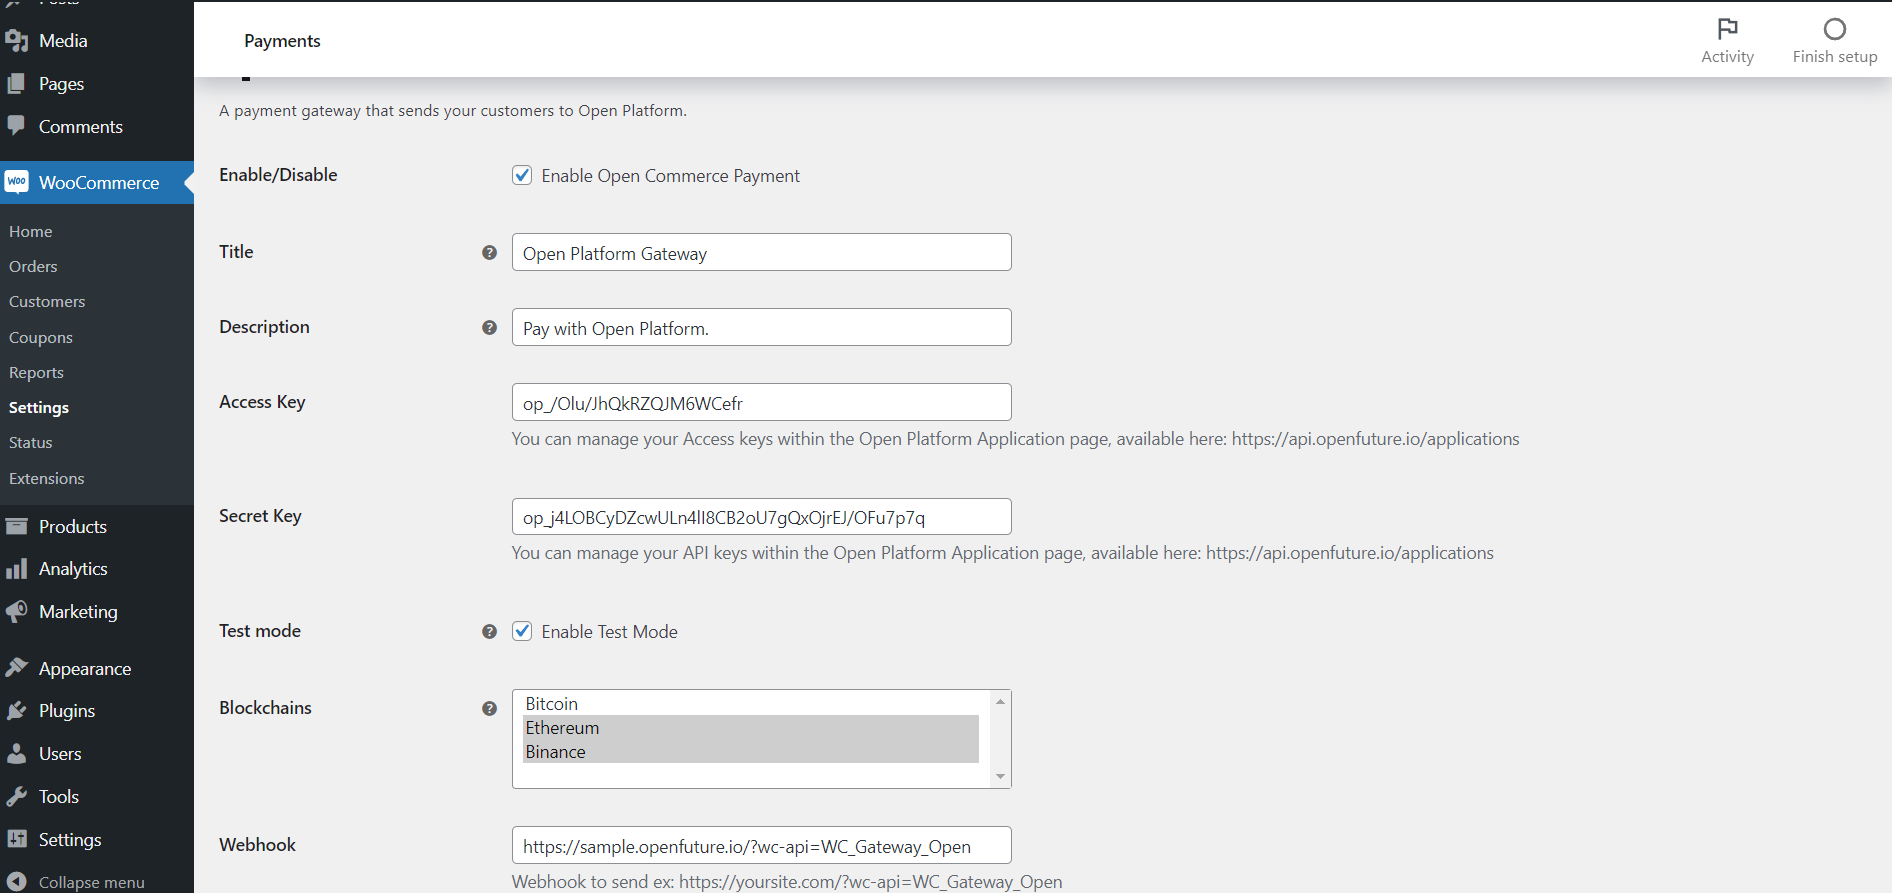 Posts
Media
Pages
Comments
WooCommerce
Home
Orders
Customers
Coupons
Reports
Settings
Status
Extensions
Products
Analytics
Marketing
Appearance
Plugins
Users
Tools
Settings
Collapse menu
Payments
Activity
Finish setup
A payment gateway that sends your customers to Open Platform.
Enable/Disable
Enable Open Commerce Payment
Title
Open Platform Gateway
Description
Pay with Open Platform.
Access Key
op_/Olu/JhQkRZQJM6WCefr
You can manage your Access keys within the Open Platform Application page, available here: https://api.openfuture.io/applications
Secret Key
op_j4LOBCyDZcwULn4lI8CB2oU7gQxOjrEJ/OFu7p7q
You can manage your API keys within the Open Platform Application page, available here: https://api.openfuture.io/applications
Test mode
Enable Test Mode
Blockchains
Bitcoin
Ethereum
Binance
Webhook
https://sample.openfuture.io/?wc-api=WC_Gateway_Open
Webhook to send ex: https://yoursite.com/?wc-api=WC_Gateway_Open